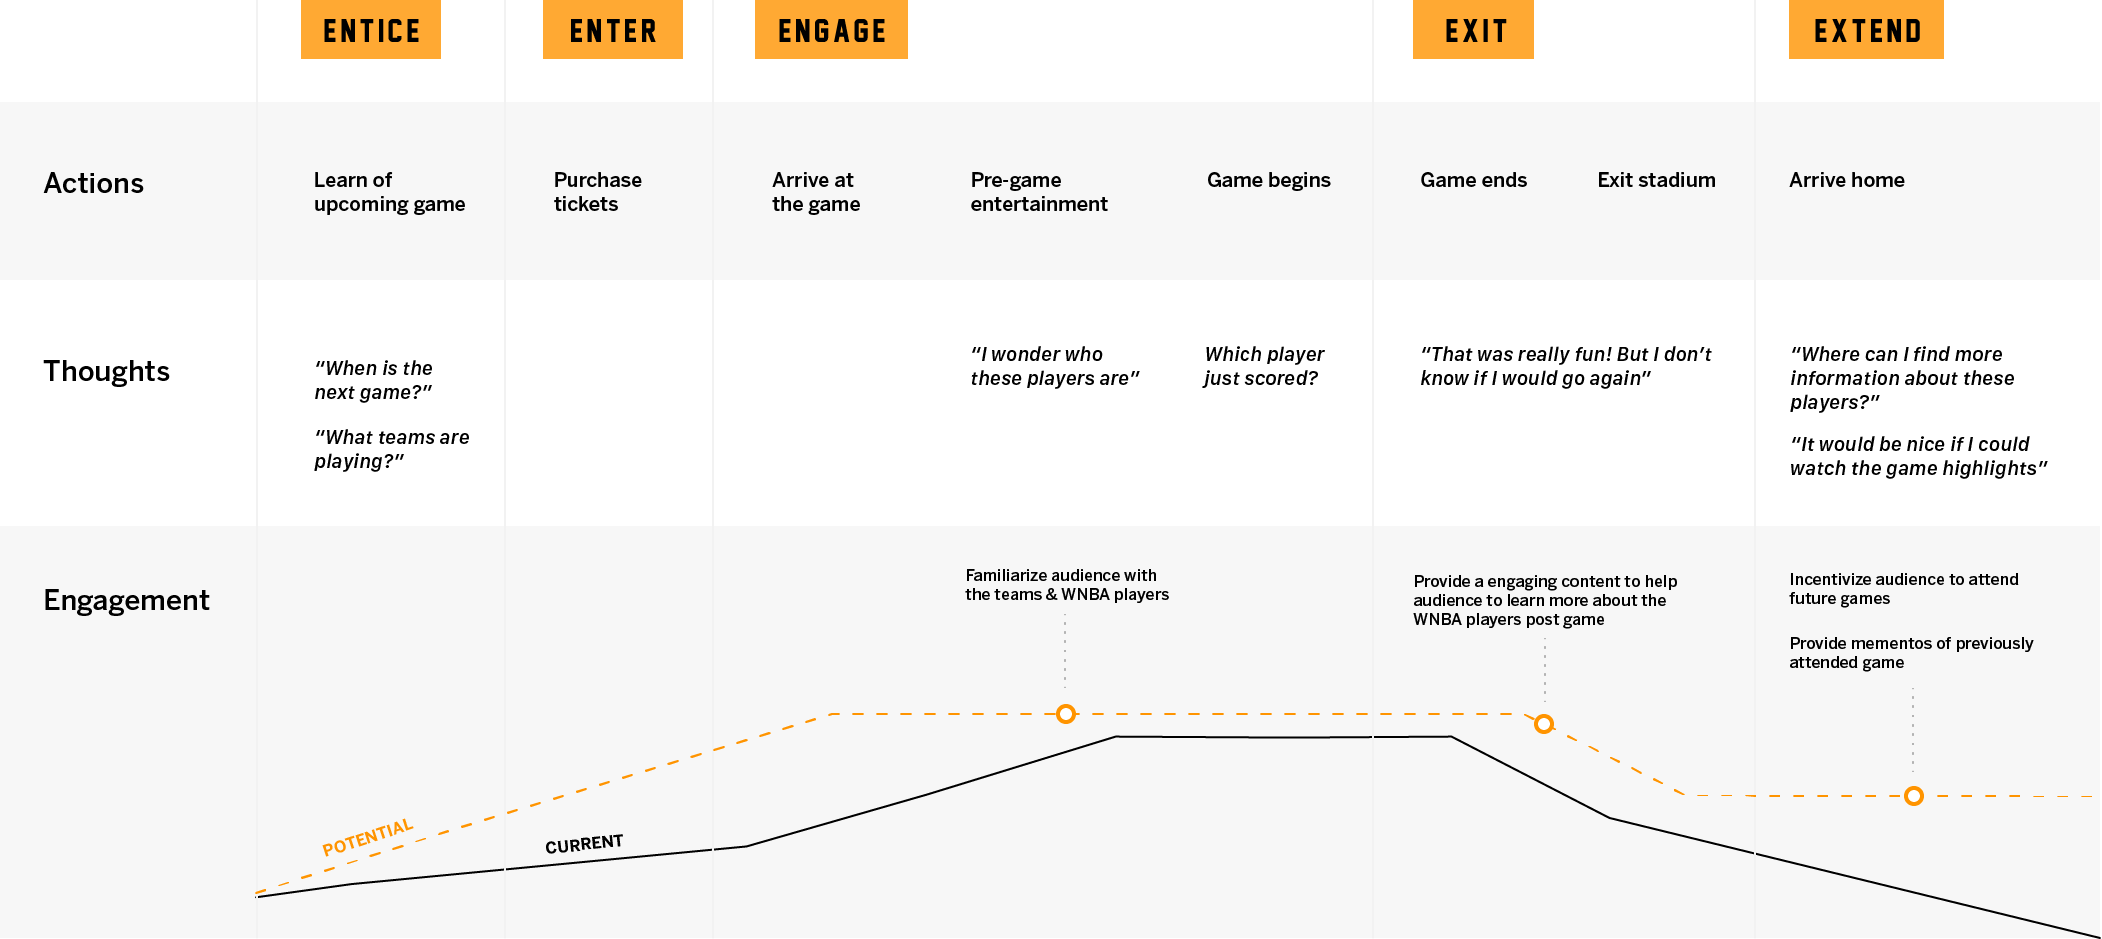 ENTICE
ENTER
ENGAGE
EXIT
EXTEND
Actions
Learn of
upcoming game
Purchase
tickets
Arrive at
the game
Pre-game
entertainment
Game begins
Game ends
Exit stadium
Arrive home
Thoughts
“When is the
next game?”
“What teams are
playing?”
“I wonder who
these players are”
Which player
just scored?
“That was really fun! But I don’t
know if I would go again”
“Where can I find more
information about these
players?”
“It would be nice if I could
watch the game highlights”
Engagement
Familiarize audience with
the teams & WNBA players
Provide a engaging content to help
audience to learn more about the
WNBA players post game
Incentivize audience to attend
future games
Provide mementos of previously
attended game
POTENTIAL
CURRENT